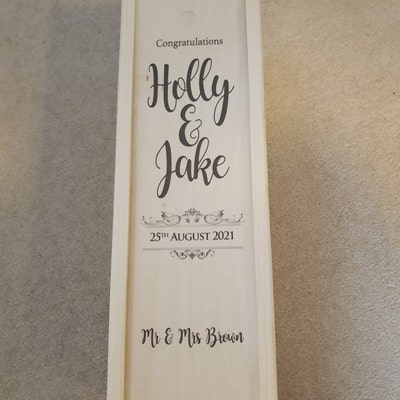 Congratulations
Holly
&
Jake
25TH AUGUST 2021
Mr & Mrs Brown